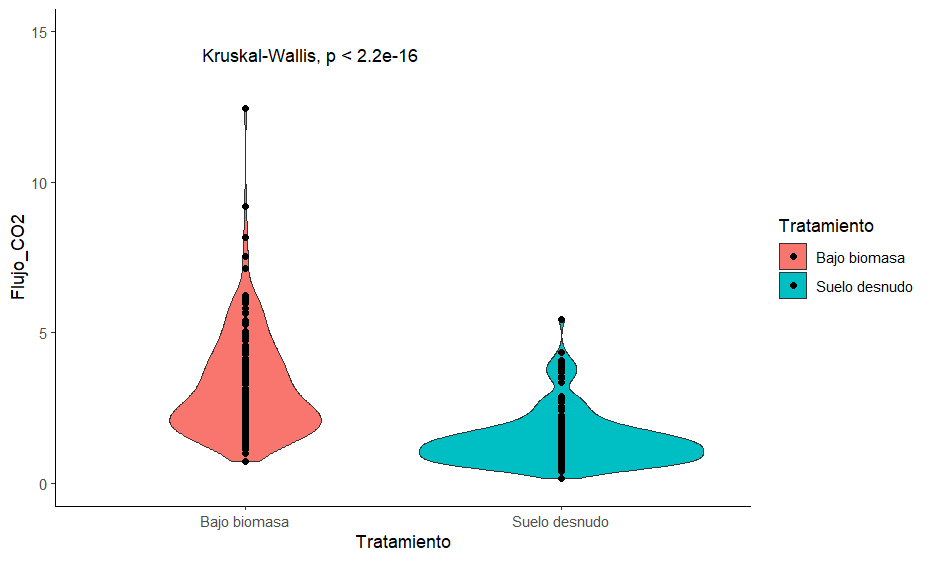 15
Kruskal-Wallis, p < 2.2e-16
10
5
0
Flujo_CO2
Bajo biomasa
Suelo desnudo
Tratamiento
Tratamiento
Bajo biomasa
Suelo desnudo